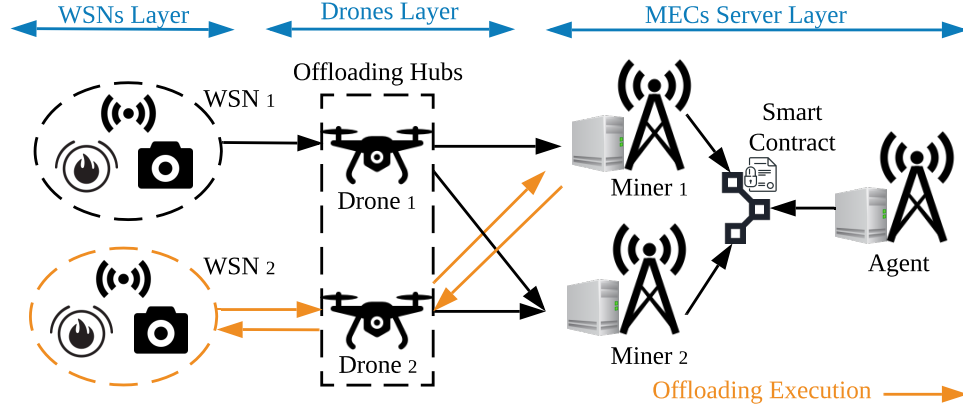 WSNs Layer
Drones Layer
MECs Server Layer
Offloading Hubs
WSN 1
Smart
Contract
Drone 1
Miner 1
WSN 2
Agent
Drone 2
Miner 2
Offloading Execution